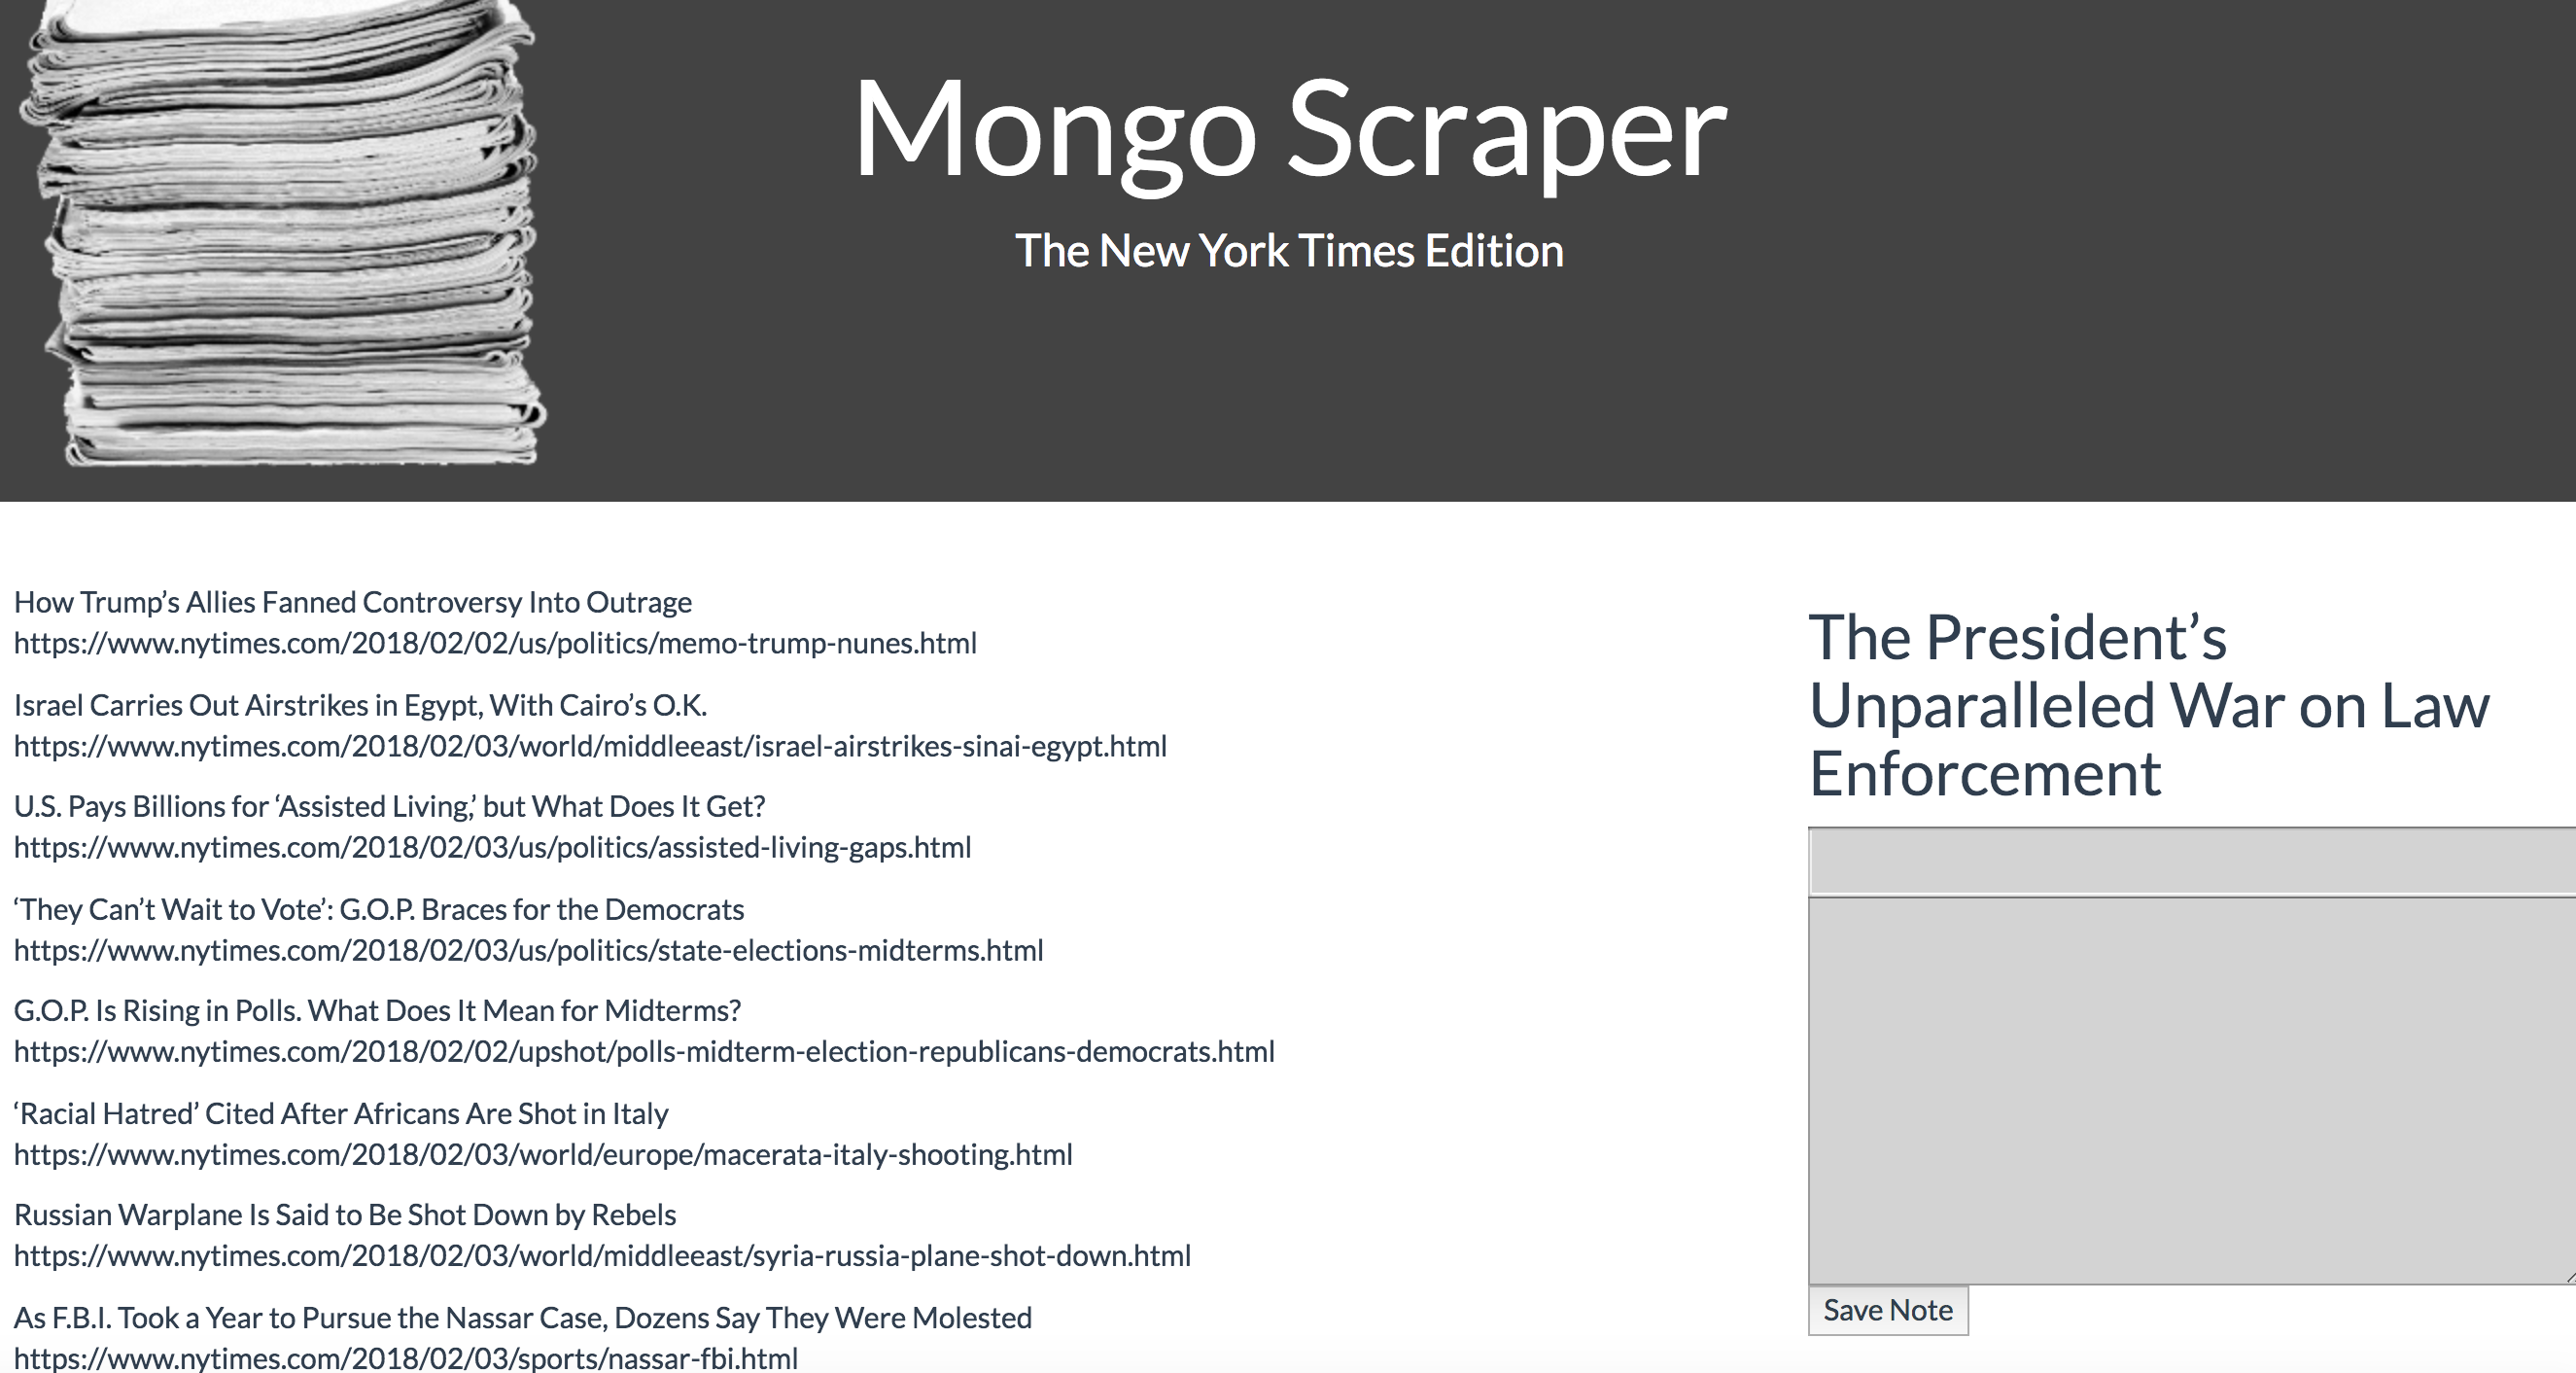 Mongo Scraper
The New York Times Edition
How Trump’s Allies Fanned Controversy Into Outrage
https://www.nytimes.com/2018/02/02/us/politics/memo-trump-nunes.html
Israel Carries Out Airstrikes in Egypt, With Cairo’s O.K.
https://www.nytimes.com/2018/02/03/world/middleeast/israel-airstrikes-sinai-egypt.html
U.S. Pays Billions for ‘Assisted Living,’ but What Does It Get?
https://www.nytimes.com/2018/02/03/us/politics/assisted-living-gaps.html
‘They Can’t Wait to Vote’: G.O.P. Braces for the Democrats
https://www.nytimes.com/2018/02/03/us/politics/state-elections-midterms.html
G.O.P. Is Rising in Polls. What Does It Mean for Midterms?
https://www.nytimes.com/2018/02/02/upshot/polls-midterm-election-republicans-democrats.html
‘Racial Hatred’ Cited After Africans Are Shot in Italy
https://www.nytimes.com/2018/02/03/world/europe/macerata-italy-shooting.html
Russian Warplane Is Said to Be Shot Down by Rebels
https://www.nytimes.com/2018/02/03/world/middleeast/syria-russia-plane-shot-down.html
As F.B.I. Took a Year to Pursue the Nassar Case, Dozens Say They Were Molested
https://www.nytimes.com/2018/02/03/sports/nassar-fbi.html
The President’s
Unparalleled War on Law
Enforcement
Save Note